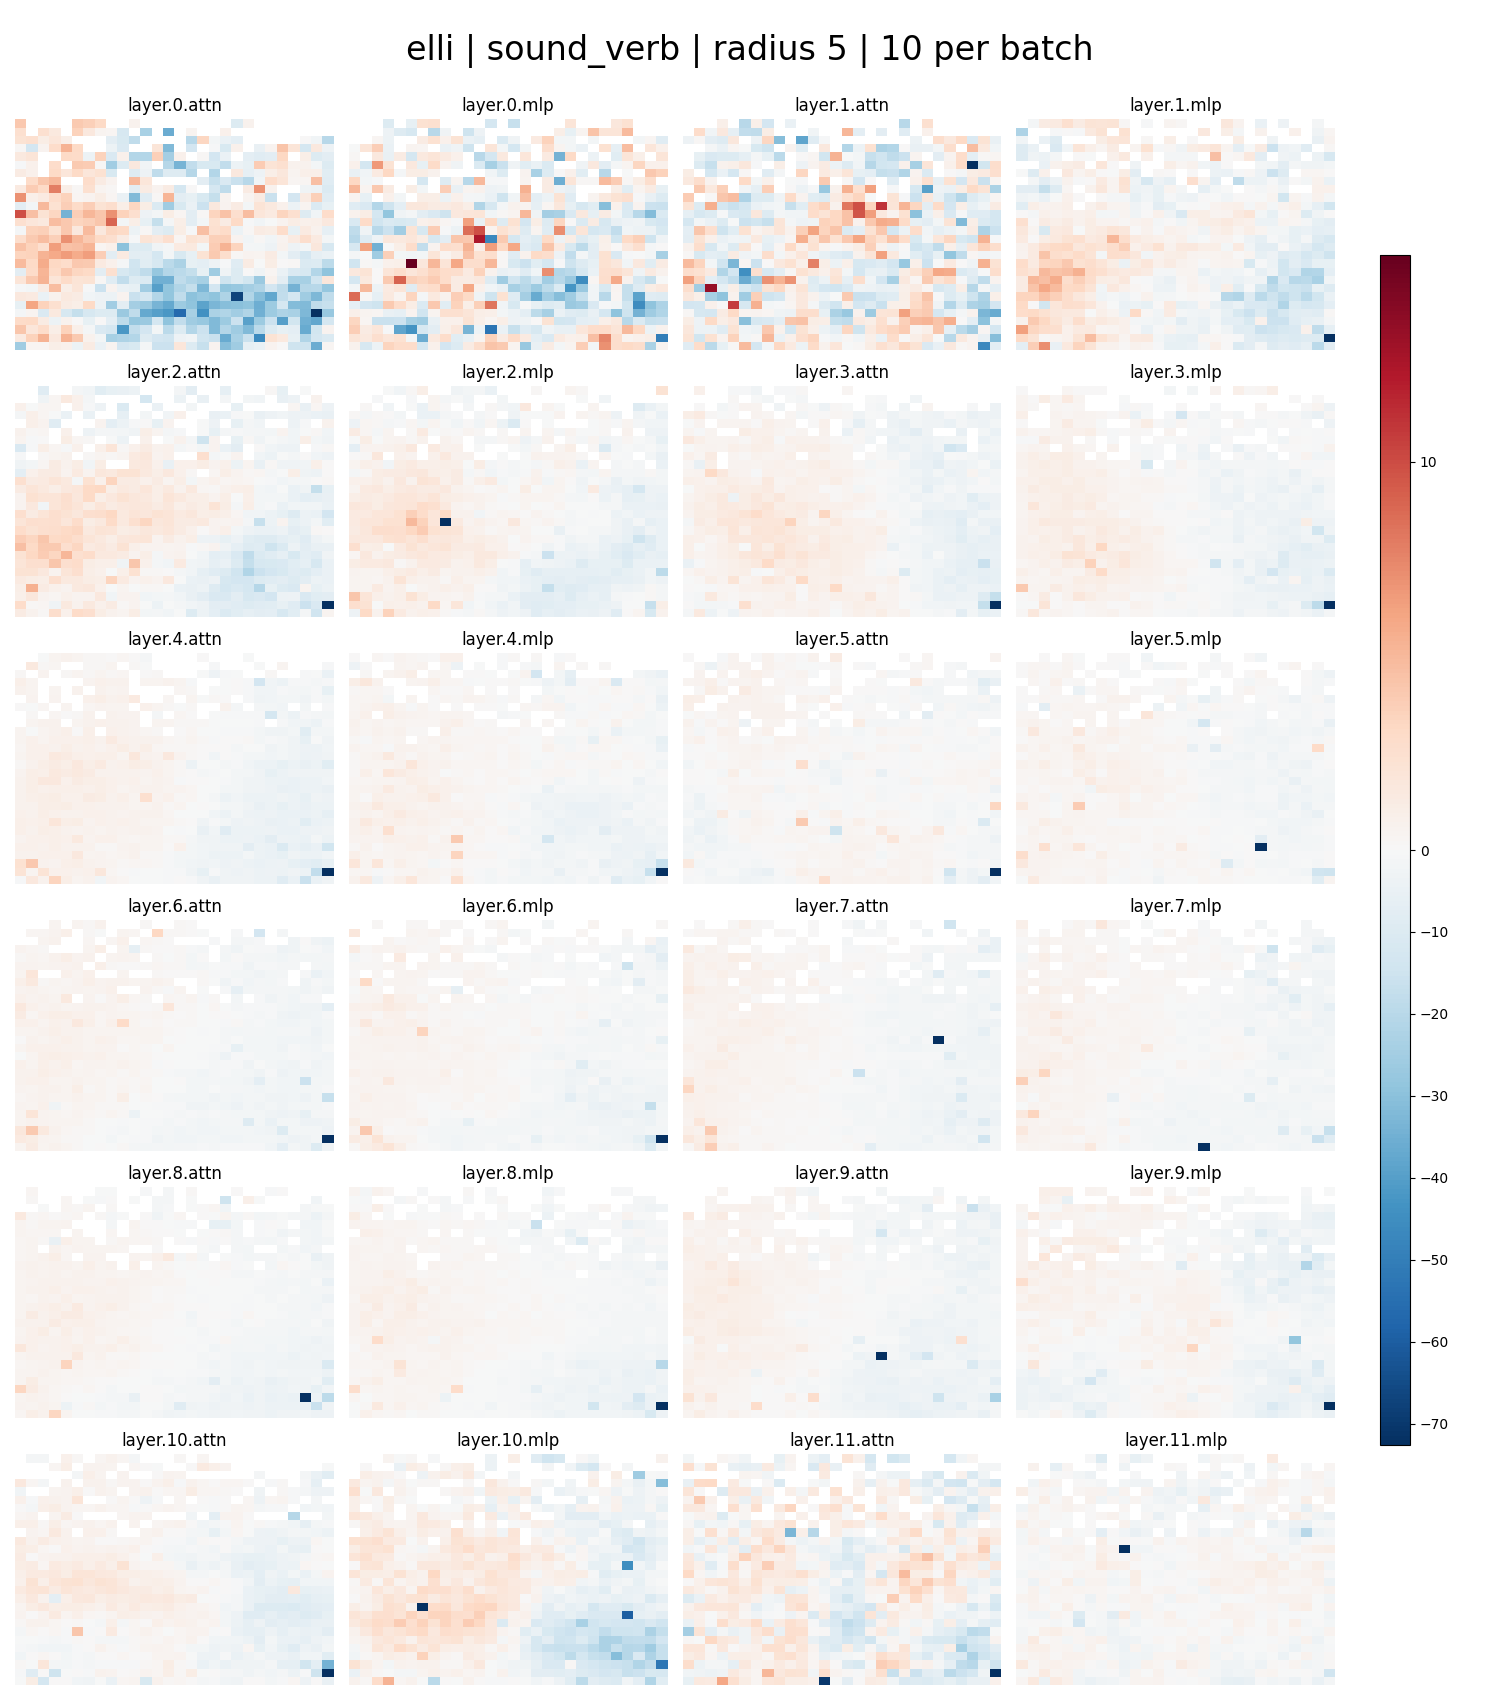 elli | sound_verb | radius 5 | 10 per batch
layer.0.attn layer.0.mlp layer.1.attn layer.1.mlp
layer.2.attn layer.2.mlp layer.3.attn layer.3.mlp
layer.4.attn layer.4.mlp layer.5.attn layer.5.mlp
layer.6.attn layer.6.mlp layer.7.attn layer.7.mlp
layer.8.attn layer.8.mlp layer.9.attn layer.9.mlp
layer.10.attn layer.10.mlp layer.11.attn layer.11.mlp
10
0
−10
−20
−30
−40
−50
−60
−70